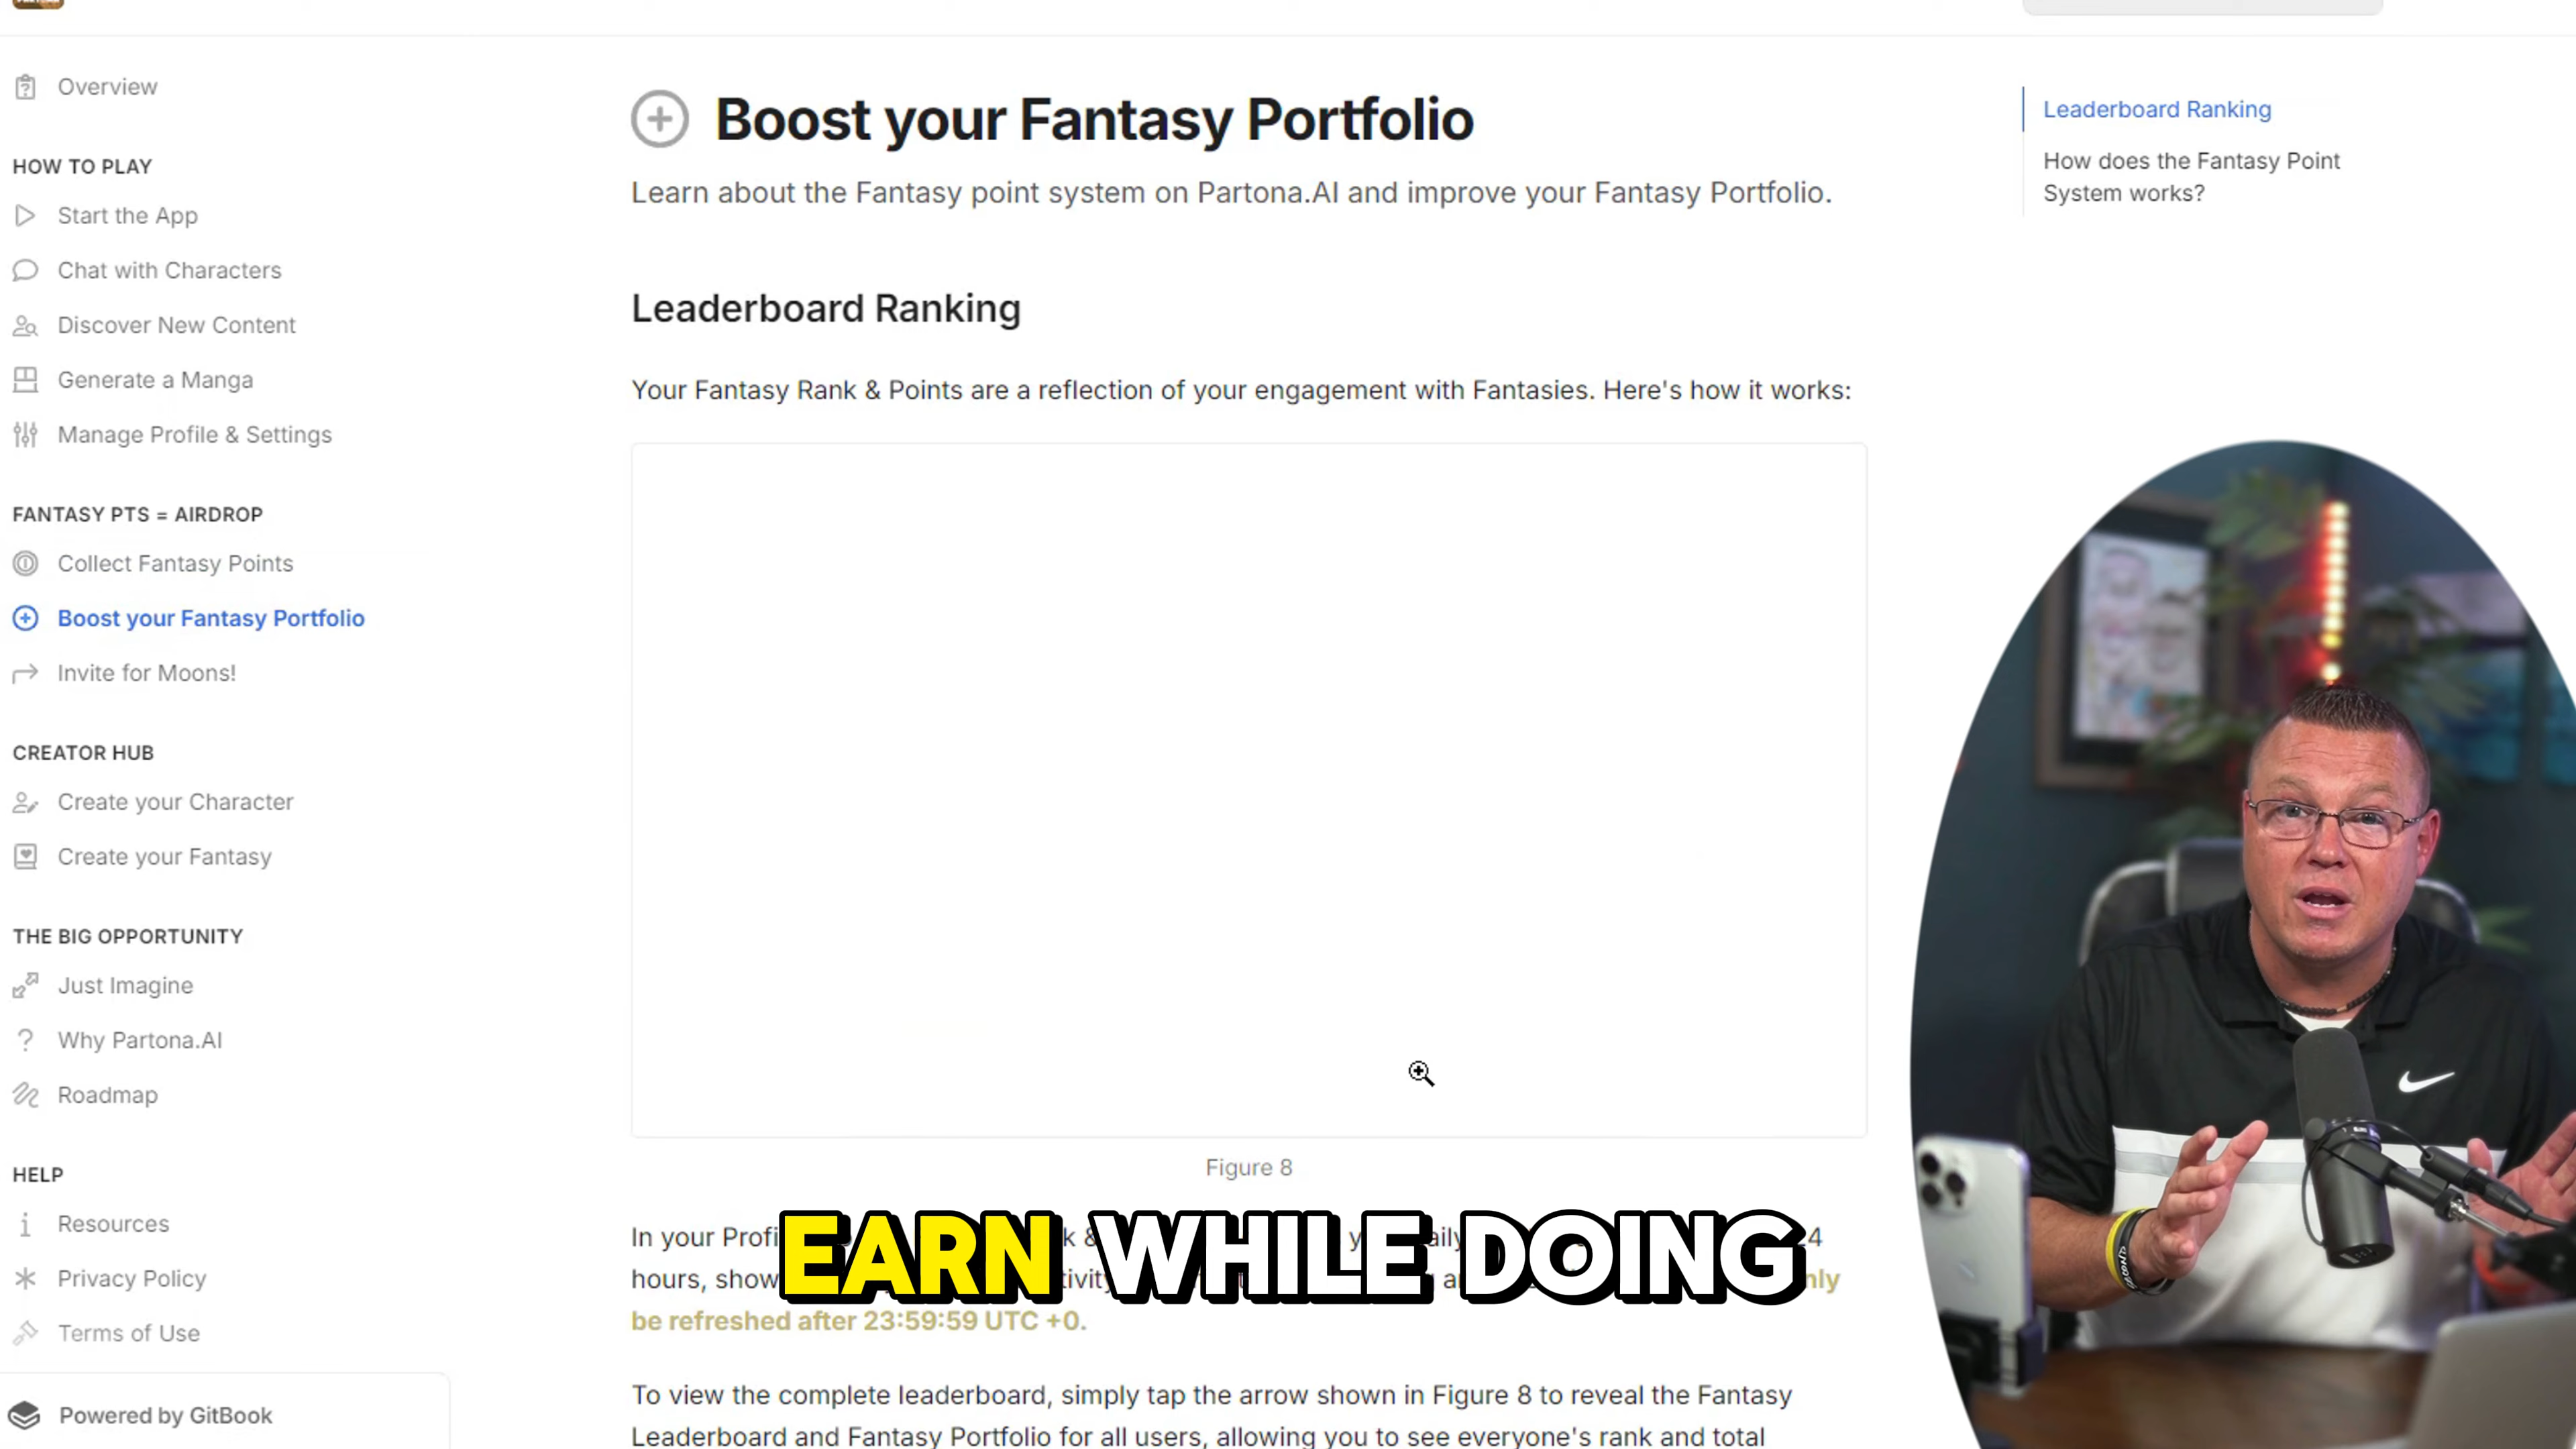 Overview
HOW TO PLAY
Start the App
Chat with Characters
Discover New Content
Generate a Manga
Manage Profile & Settings
FANTASY PTS = AIRDROP
Collect Fantasy Points
Boost your Fantasy Portfolio
Invite for Moons!
CREATOR HUB
Create your Character
Create your Fantasy
THE BIG OPPORTUNITY
Just Imagine
Why Partona.AI
Roadmap
HELP
Resources
Privacy Policy
Terms of Use
Powered by GitBook
Boost your Fantasy Portfolio
Learn about the Fantasy point system on Partona.AI and improve your Fantasy Portfolio.
Leaderboard Ranking
Your Fantasy Rank & Points are a reflection of your engagement with Fantasies. Here's how it works:
Figure 8
In your
hours,
be refreshed after 23:59:59 UTC +0.
To view the complete leaderboard, simply tap the arrow shown in Figure 8 to reveal the Fantasy
Leaderboard and Fantasy Portfolio for all users, allowing you to see everyone's rank and total
EARN WHILE DOING
Leaderboard Ranking
How does the Fantasy Point
System works?